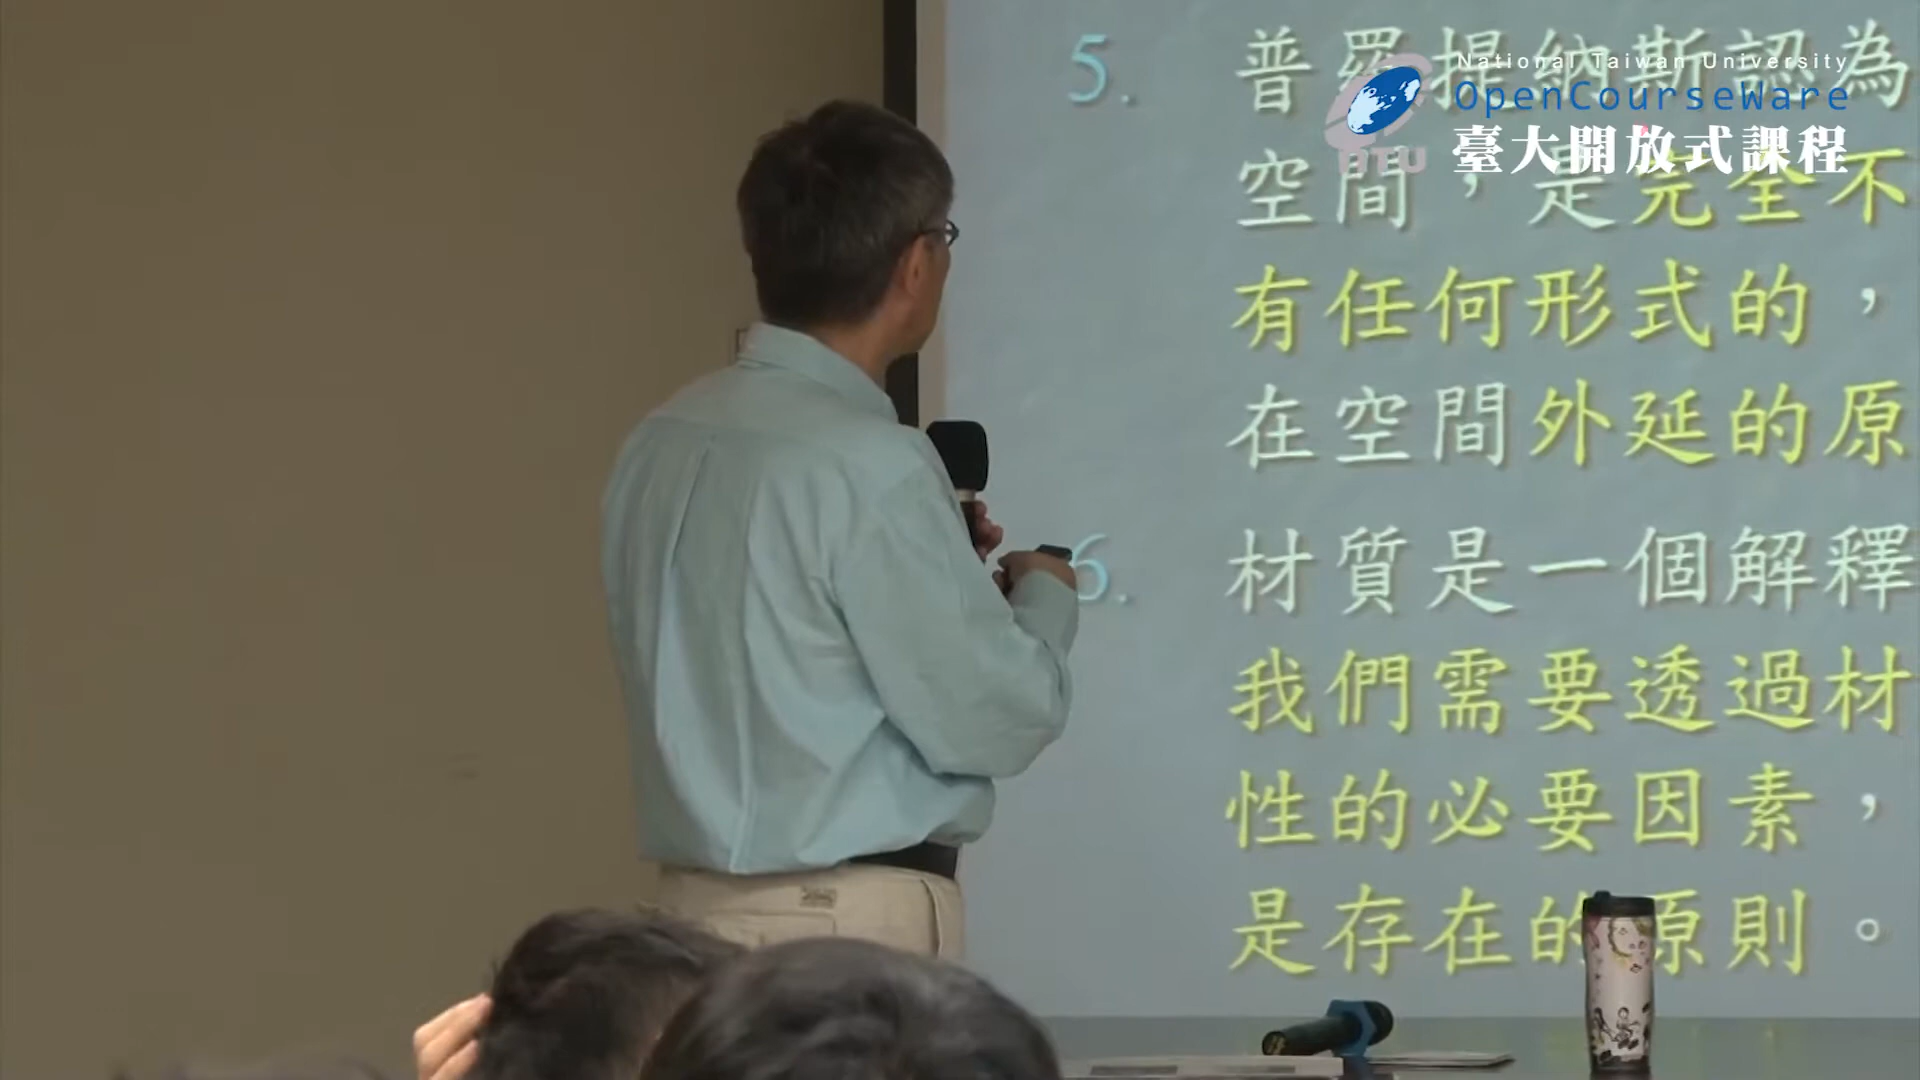 National Taiwan University
OpenCourseWare
臺大開放式課程
NTU
5. 普羅提納斯認為
空間，是完全不
有任何形式的，
在空間外延的原
6. 材質是一個解釋
我們需要透過材
性的必要因素，
是存在的原則。